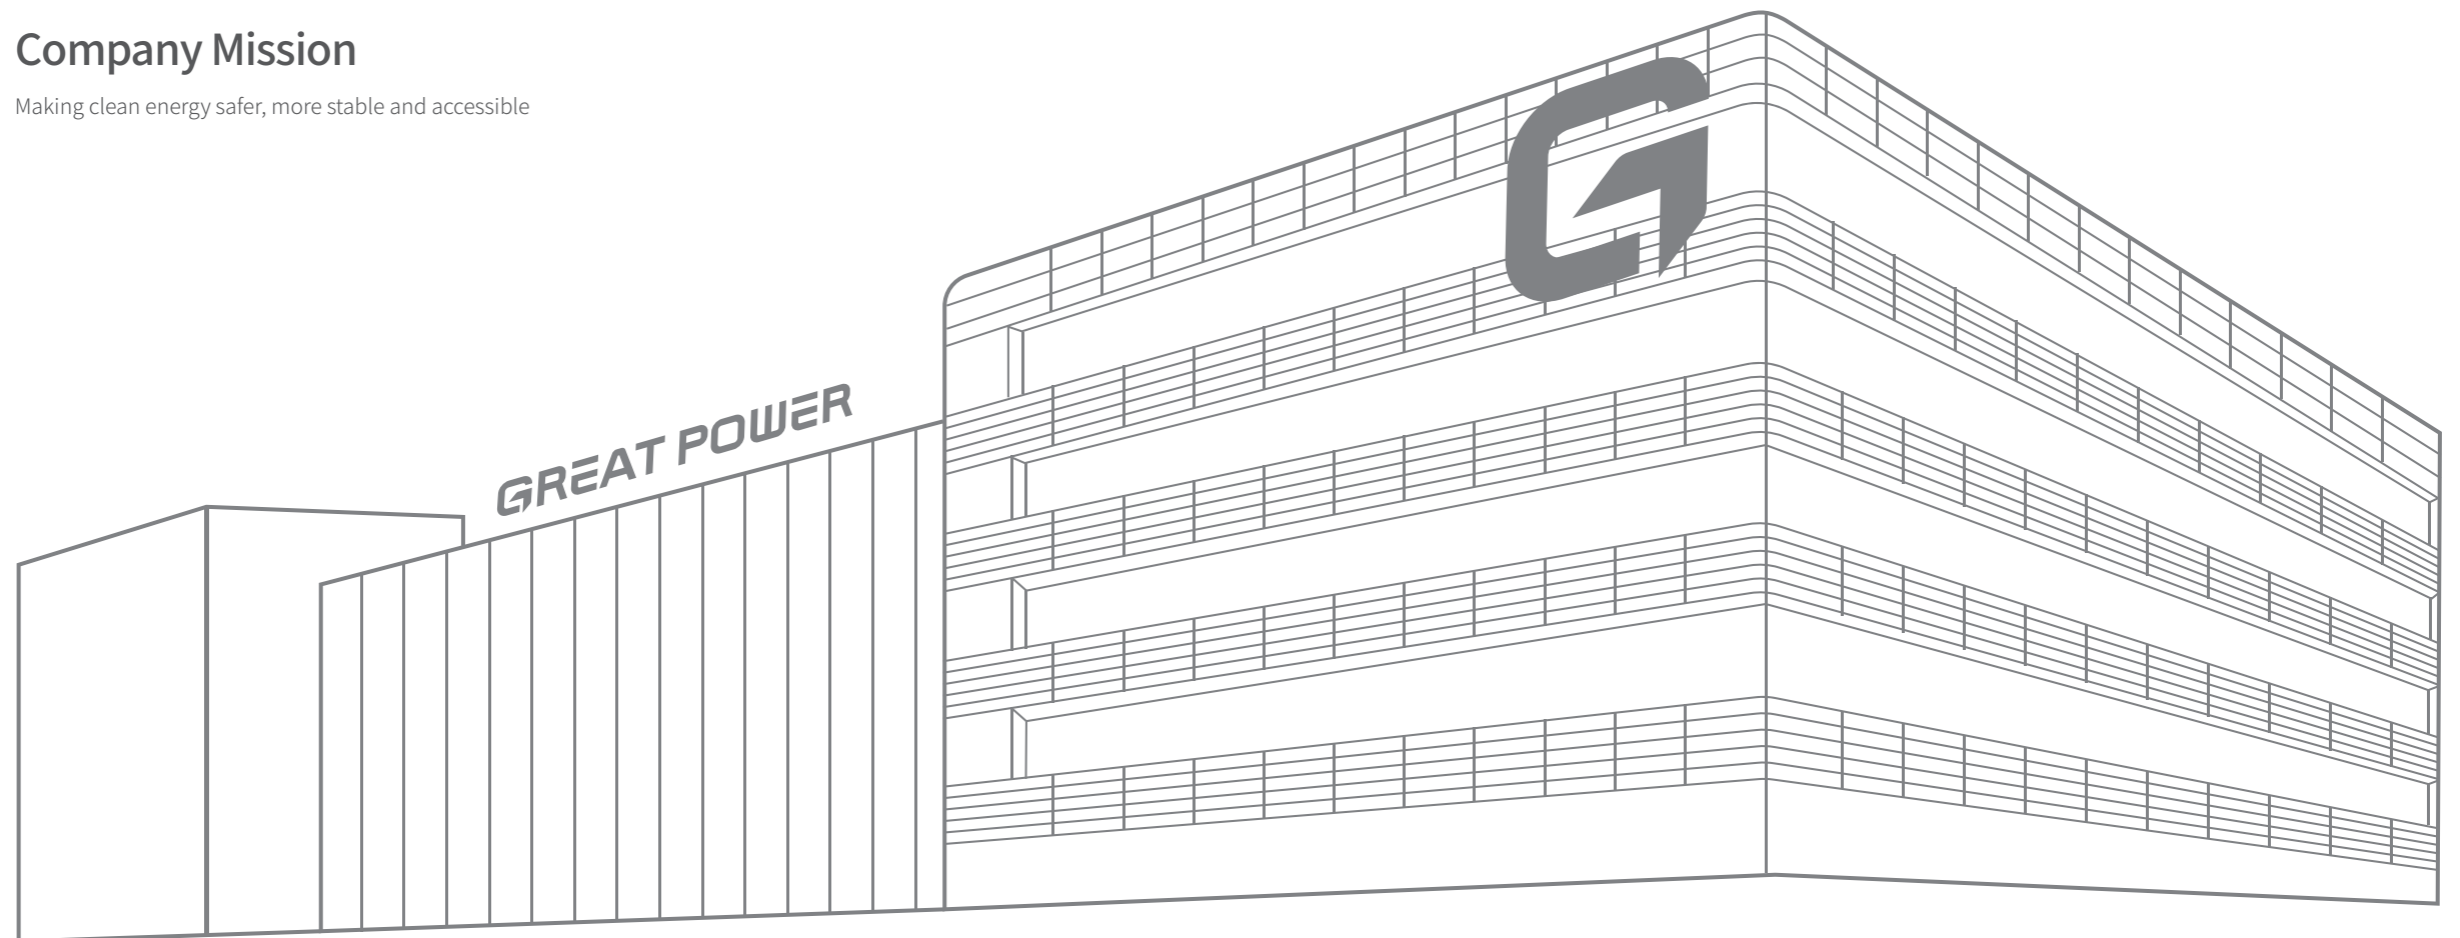 Company Mission
Making clean energy safer, more stable and accessible
GREAT POWER